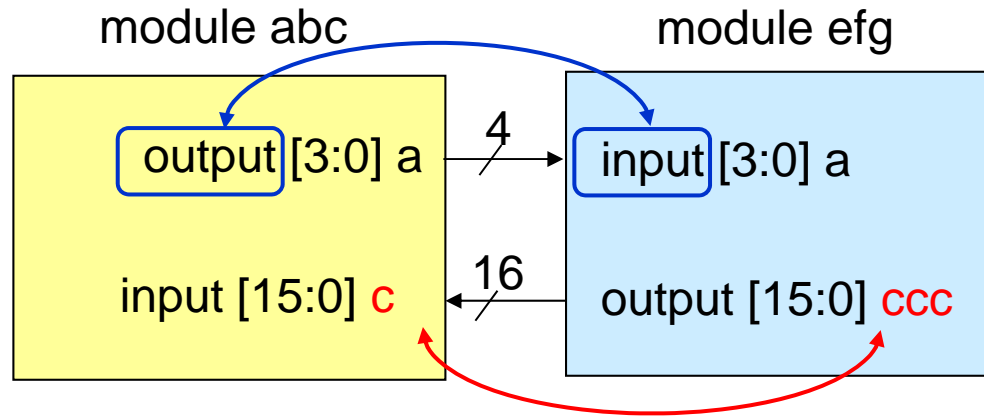 module abc
module efg
output [3:0] a
4
input [3:0] a
input [15:0] c
16
output [15:0] ccc